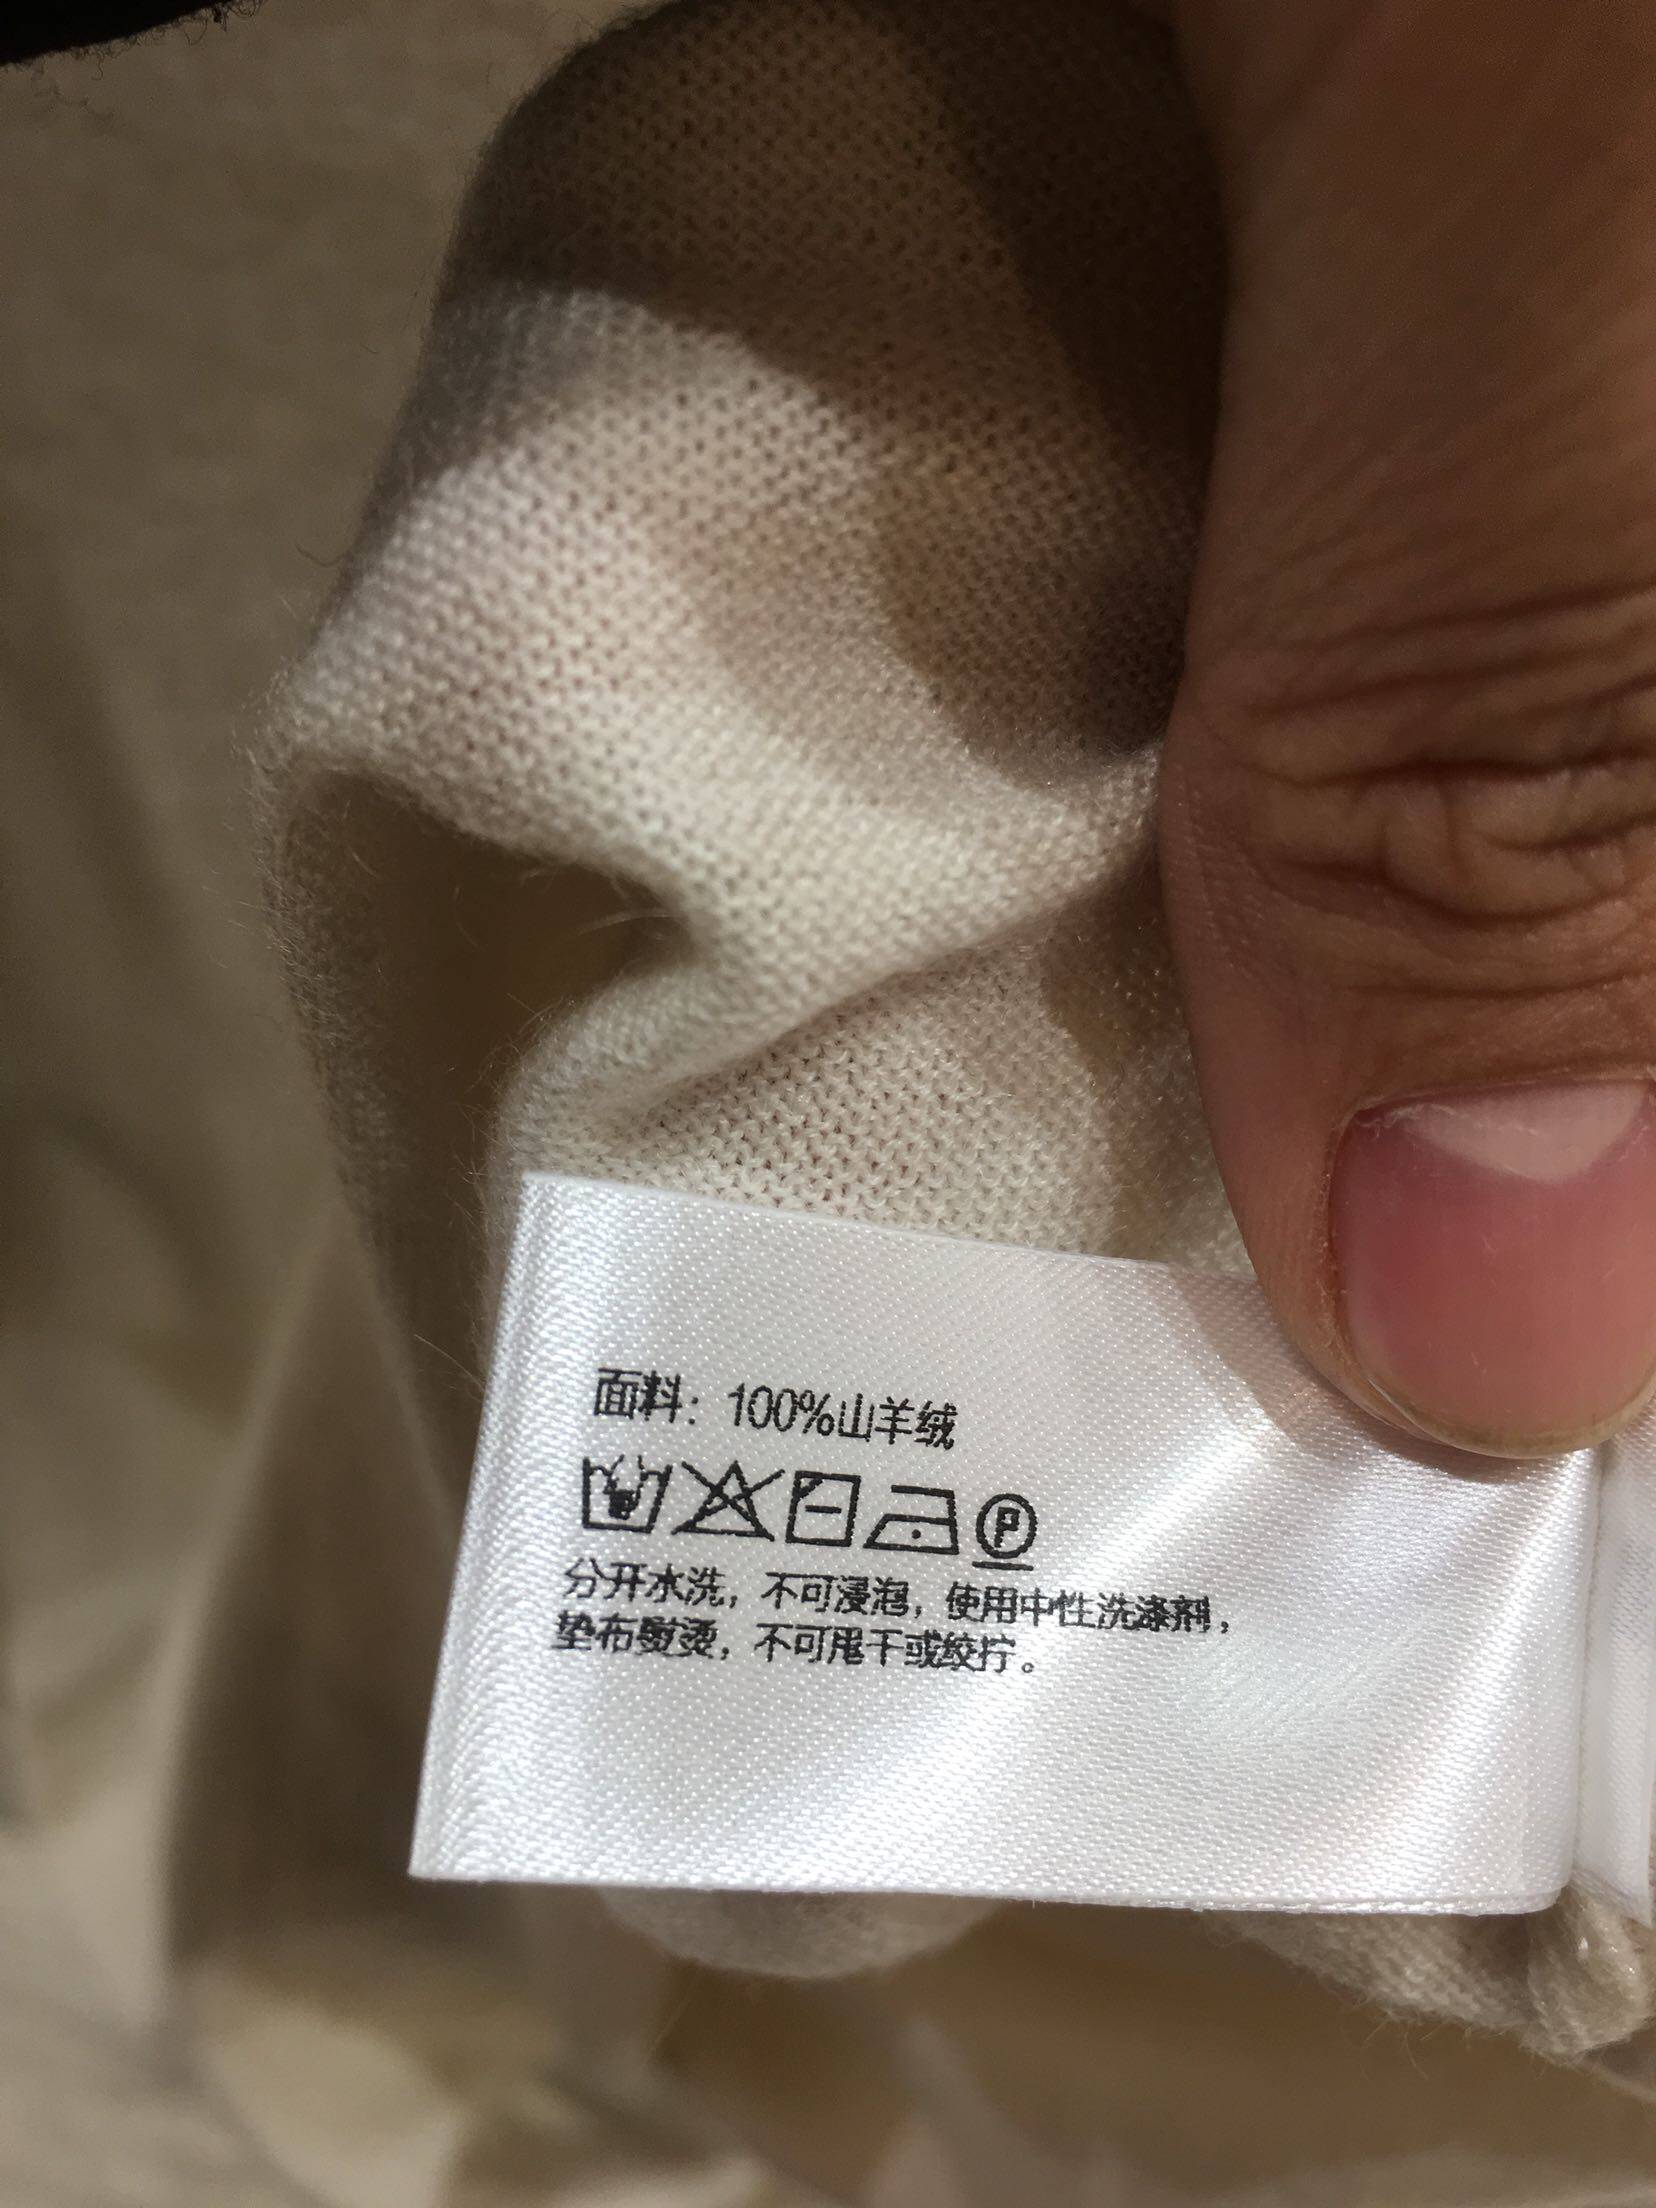 面料：100%山羊绒
P
分开水洗，不可浸泡，使用中性洗涤剂，
垫布熨烫，不可甩干或绞拧。